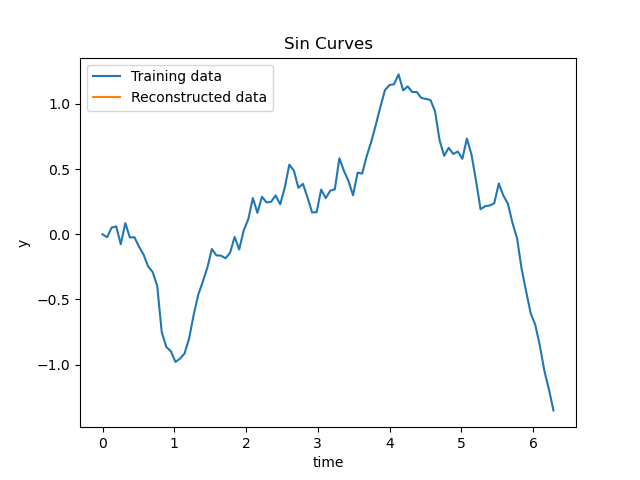 Sin Curves
Training data
Reconstructed data
1.0
0.5
0.0
−0.5
−1.0
y
0 1 2 3 4 5 6
time